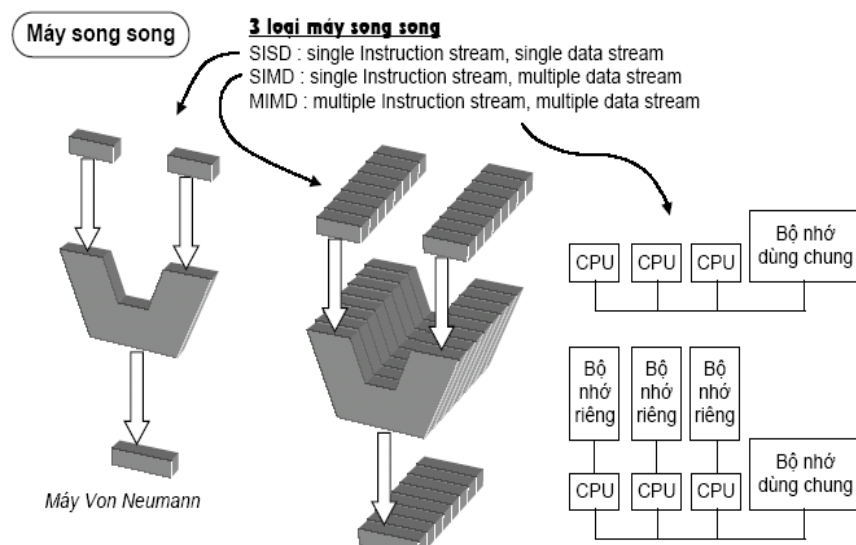 Máy song song
3 loại máy song song
SISD : single Instruction stream, single data stream
SIMD : single Instruction stream, multiple data stream
MIMD : multiple Instruction stream, multiple data stream
Máy Von Neumann
CPU
CPU
CPU
Bộ nhớ
dùng chung
Bộ
nhớ
riêng
Bộ
nhớ
riêng
Bộ
nhớ
riêng
CPU
CPU
CPU
Bộ nhớ
dùng chung